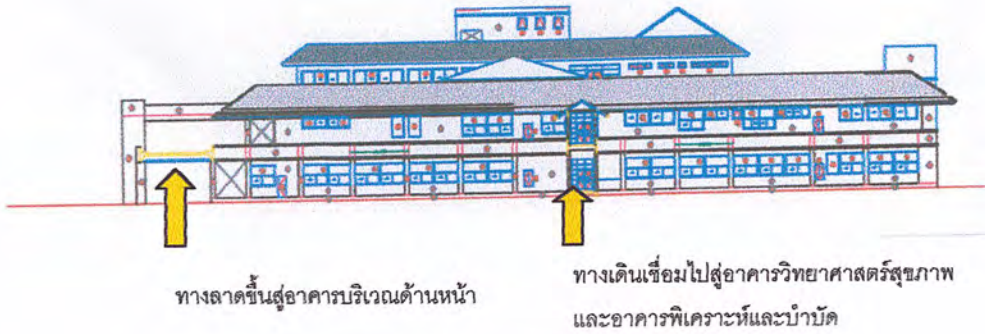 ทางลาดขึ้นสู่อาคารบริเวณด้านหน้า
ทางเดินเชื่อมไปสู่อาคารวิทยาศาสตร์สุขภาพ
และอาคารพิเคราะห์และบำบัด